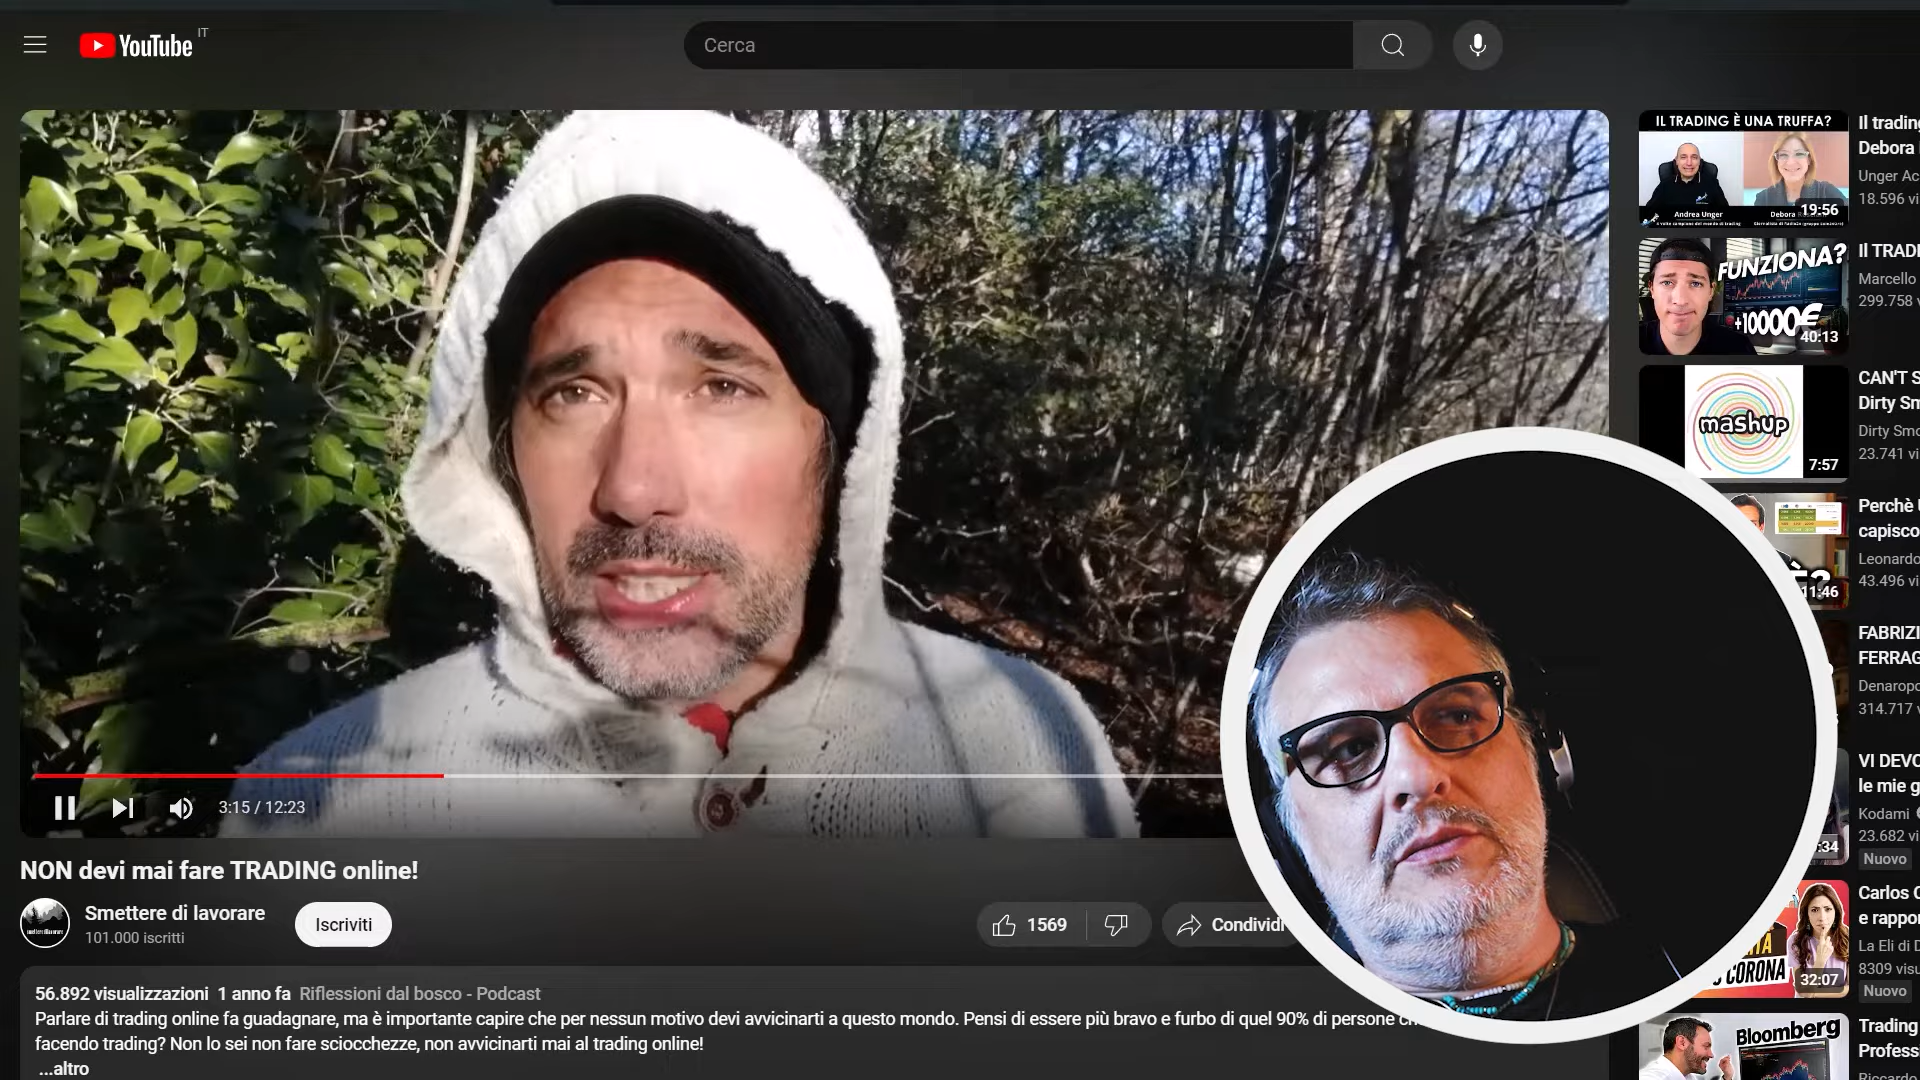 YouTube IT
Cerca
3:15 / 12:23
NON devi mai fare TRADING online!
Smettere di lavorare
101.000 iscritti
Iscriviti
1569
Condividi
56.892 visualizzazioni 1 anno fa Riflessioni dal bosco - Podcast
Parlare di trading online fa guadagnare, ma è importante capire che per nessun motivo devi avvicinarti a questo mondo. Pensi di essere più bravo e furbo di quel 90% di persone
facendo trading? Non lo sei non fare sciocchezze, non avvicinarti mai al trading online!
...altro
IL TRADING È UNA TRUFFA?
Andrea Unger
Debora
19:56
Il trading
Debora
Unger Ac
18.596 vi
FUNZIONA?
+10000€
40:13
Il TRADI
Marcello
299.758 v
mashup
7:57
CAN'T S
Dirty Sm
Dirty Smo
23.741 vi
È?
11:46
Perchè
capisco
Leonardo
43.496 vi
FABRIZI
FERRAG
Denaropo
314.717 v
:34
VI DEVO
le mie g
Kodami
23.682 vi
Nuovo
CORONA
32:07
Carlos C
e rappor
La Eli di D
8309 visu
Nuovo
Bloomberg
Trading
Professi
Riccardo